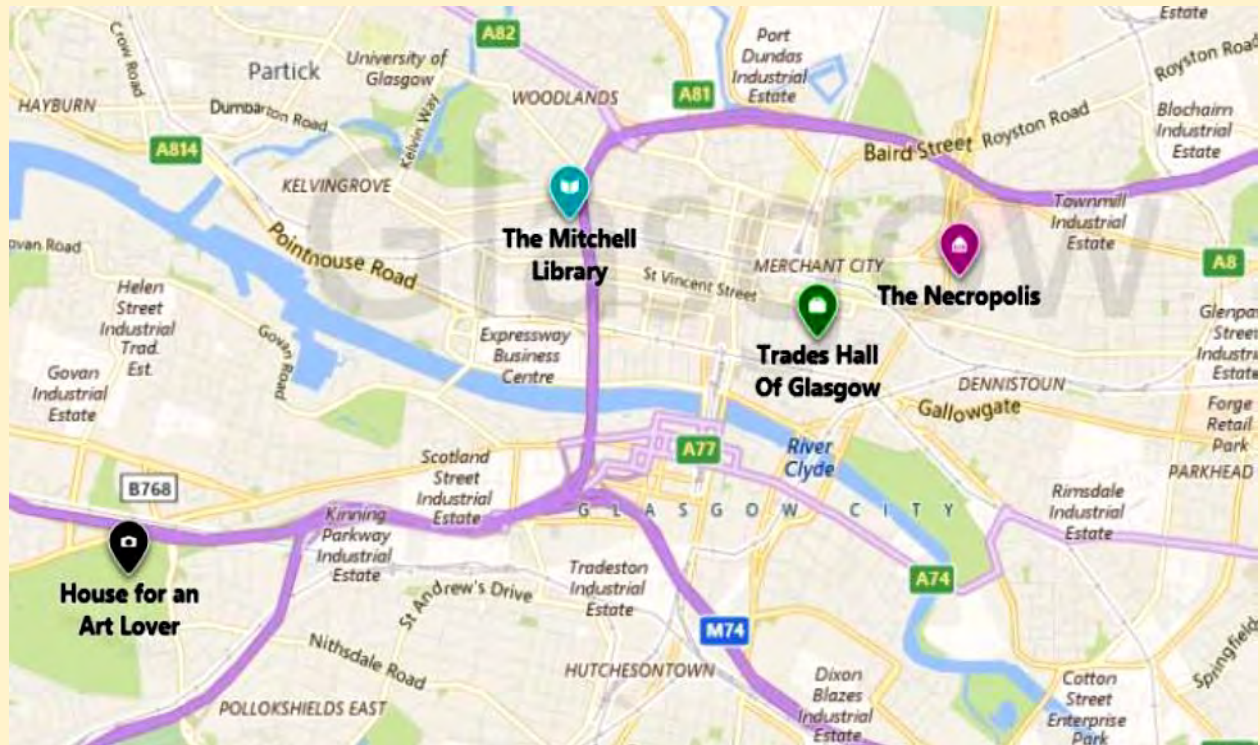 Estate
Crow Road
A82
Port
Dundas
Industrial
Estate
Royston Road
University of
Glasgow
Partick
HAYBURN
Dumbarton Road
Kelvin Way
WOODLANDS
A81
Blochairn
Industrial
Estate
A814
Baird Street
Royston Road
KELVINGROVE
Glasgow
Townmill
Industrial
Estate
The Mitchell
Library
Pointhouse Road
ovan Road
St Vincent Street
MERCHANT CITY
A8
The Necropolis
Helen
Street
Industrial
Trad.
Est.
Govan Road
Expressway
Business
Centre
Trades Hall
Of Glasgow
Street
Estate
Govan
Industrial
Estate
DENNISTOUN
Gallowgate
Forge
Retail
Park
PARKHEAD
A77
River
Clyde
Scotland
Street
Industrial
Estate
B768
GLASGOW CITY
Rimsdale
Industrial
Estate
Kinning
Parkway
Industrial
Estate
House for an
Art Lover
St Andrew's Drive
Tradeston
Industrial
Estate
A74
M74
Nithsdale Road
HUTCHESONTOWN
POLLOKSHIELDS EAST
Dixon
Blazes
Industrial
Estate
Cotton
Street
Enterprise
Park
Springfield